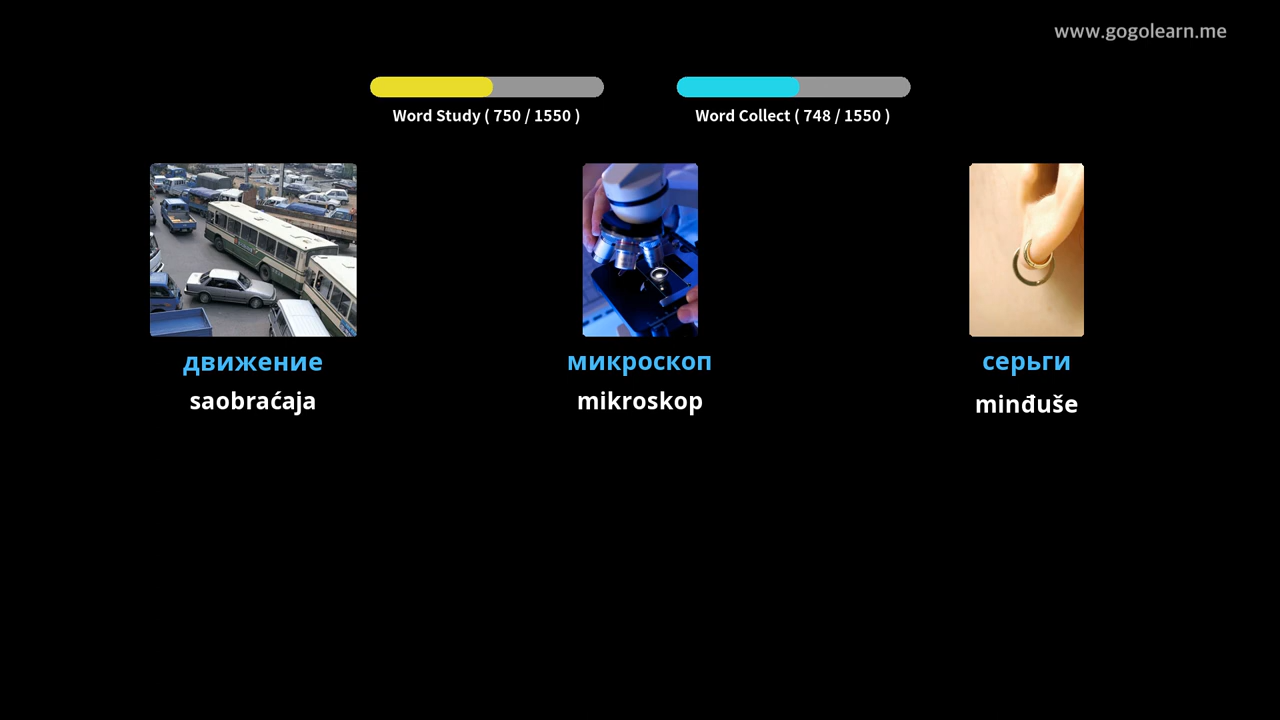 www.gogolearn.me
Word Study ( 750 / 1550 )
Word Collect ( 748 / 1550 )
движение
микроскоп
серьги
saobraćaja
mikroskop
minđuše